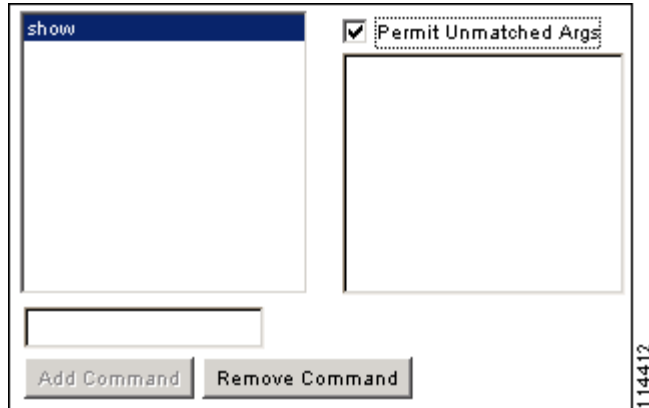 show
Permit Unmatched Args
Add Command
Remove Command
114412